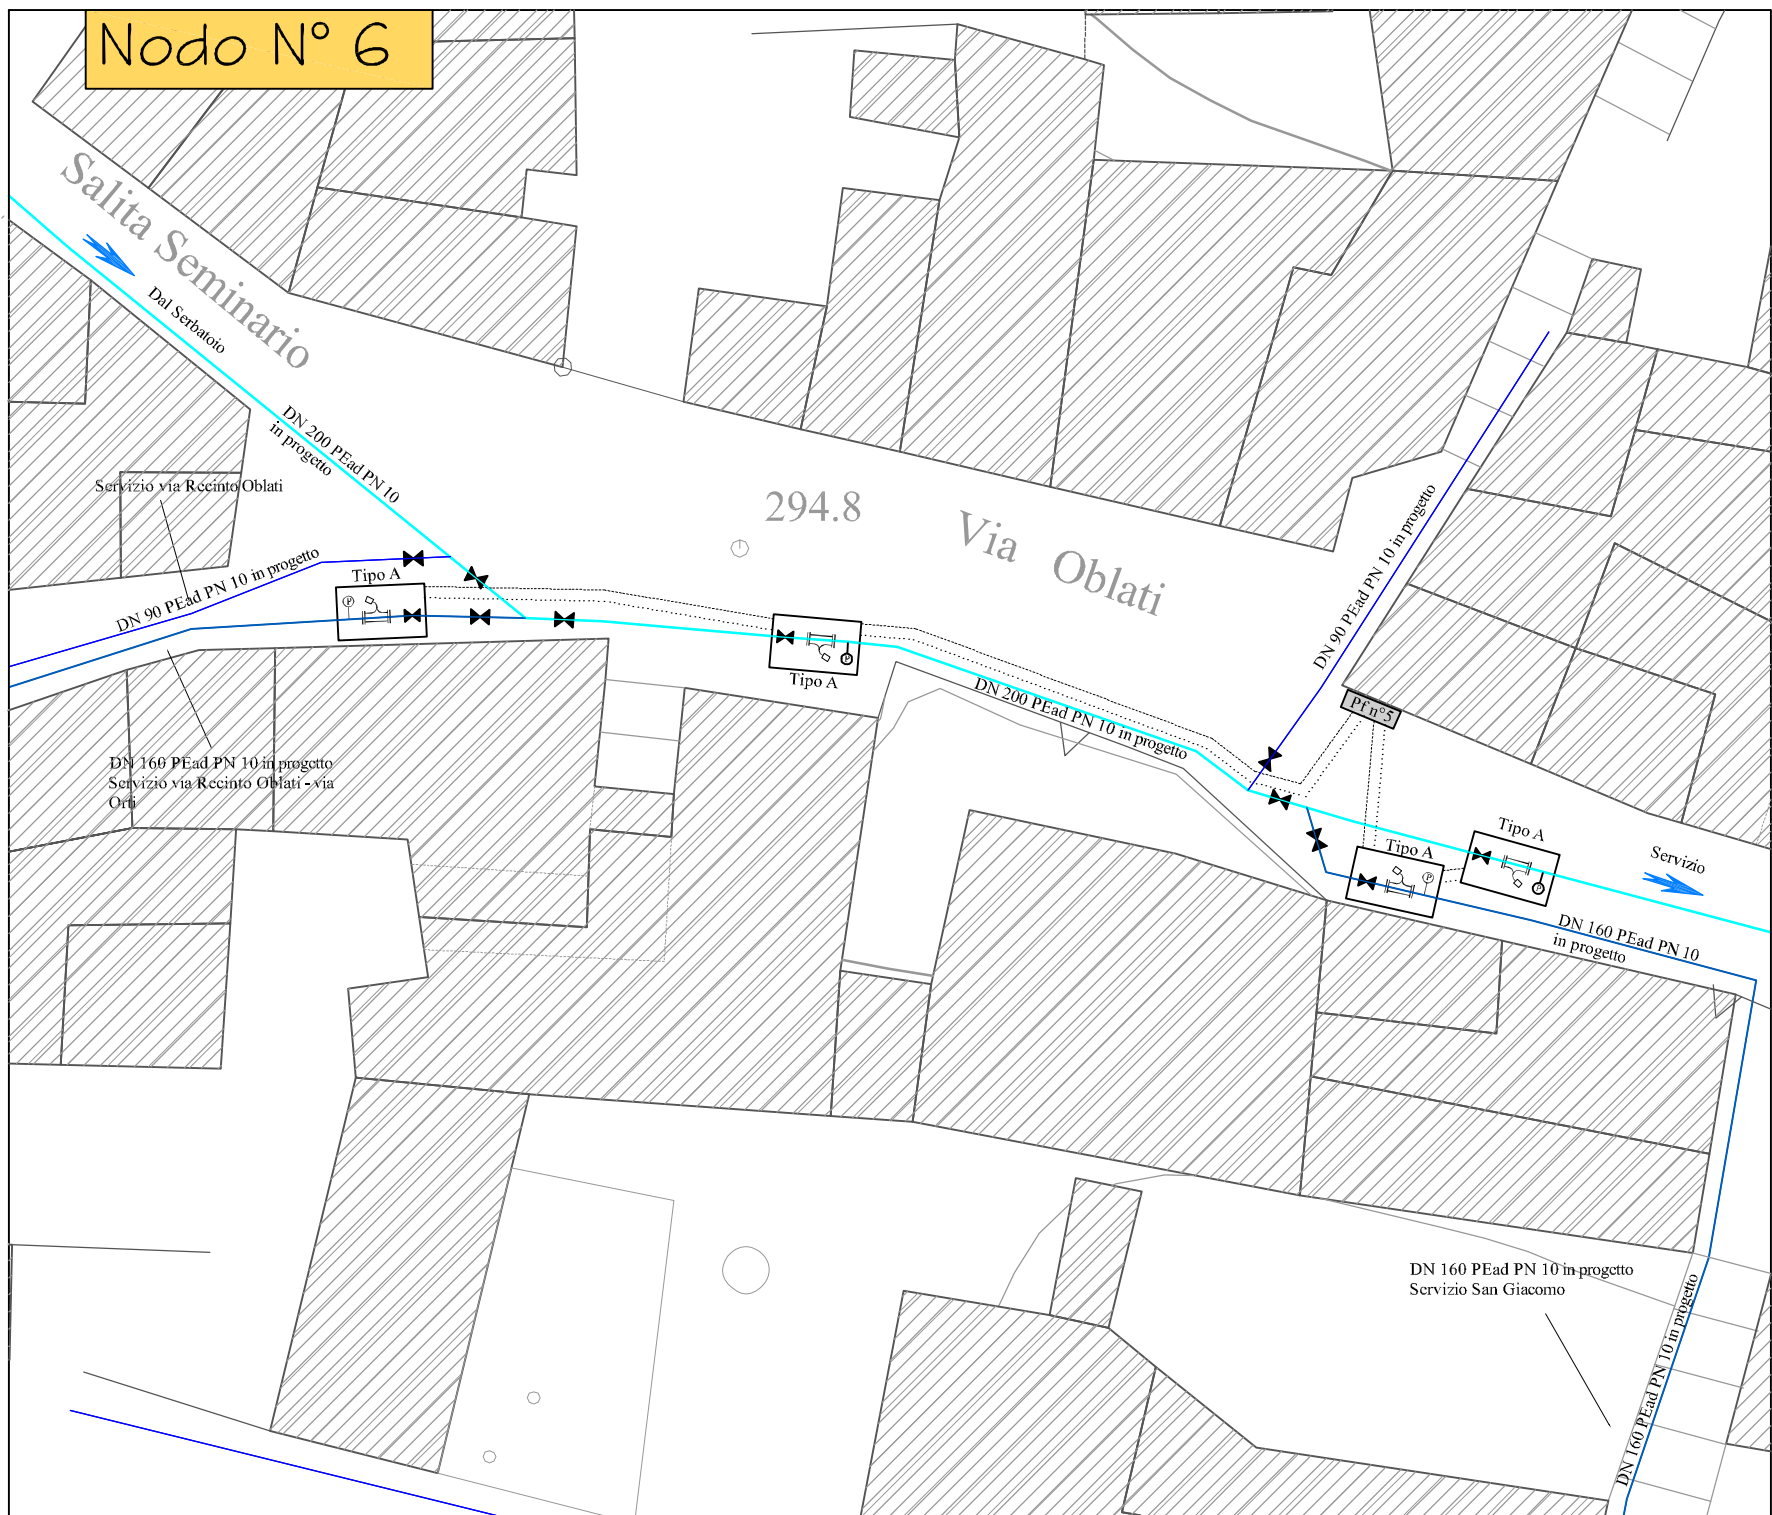 Nodo N° 6
Salita Seminario
Dal Serbatoio
DN 200 PEad PN 10
in progetto
Servizio via Recinto Oblati
DN 90 PEad PN 10 in progetto
Tipo A
P
DN 160 PEad PN 10 in progetto
Servizio via Recinto Oblati - via
Orti
294.8
Via Oblati
P
Tipo A
DN 200 PEad PN 10 in progetto
DN 90 PEad PN 10 in progetto
Pf n°5
Tipo A
P
Tipo A
P
Servizio
DN 160 PEad PN 10
in progetto
DN 160 PEad PN 10 in progetto
Servizio San Giacomo
DN 160 PEad PN 10 in progetto